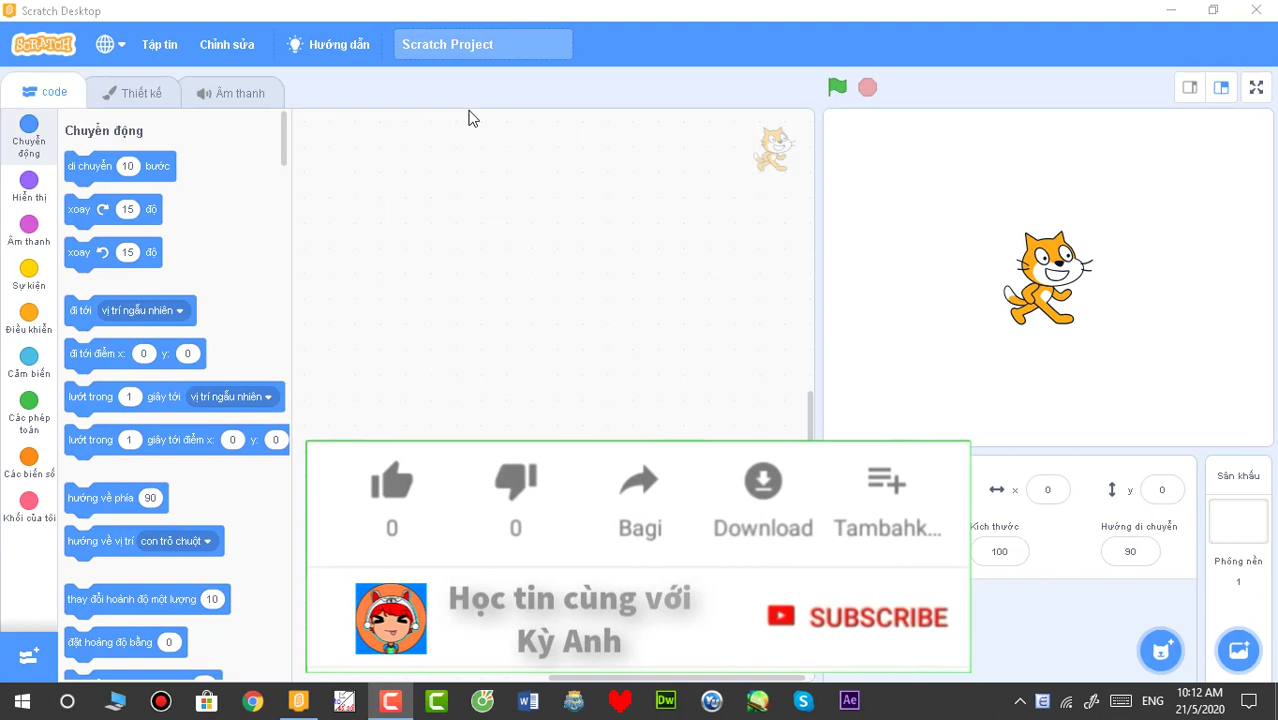 Scratch Desktop
SCRATCH
Tập tin
Chỉnh sửa
Hướng dẫn
Scratch Project
code
Thiết kế
Âm thanh
Chuyển động
Hiển thị
Âm thanh
Sự kiện
Điều khiển
Cảm biến
Các phép toán
Các biến số
Khối của tôi
Chuyển động
di chuyển 10 bước
xoay 15 độ
xoay 15 độ
đi tới vị trí ngẫu nhiên
đi tới điểm x: 0 y: 0
lướt trong 1 giây tới vị trí ngẫu nhiên
lướt trong 1 giây tới điểm x: 0 y: 0
hướng về phía 90
hướng về vị trí con trỏ chuột
thay đổi hoành độ một lượng 10
đặt hoàng độ bằng 0
0
0
Bagi
Download
Tambahk...
Học tin cùng với
Kỳ Anh
SUBSCRIBE
x 0
y 0
Kích thước
Hướng di chuyển
100
90
Sân khấu
Phông nền
1
W
Dw
S
Ae
ENG
10:12 AM
21/5/2020